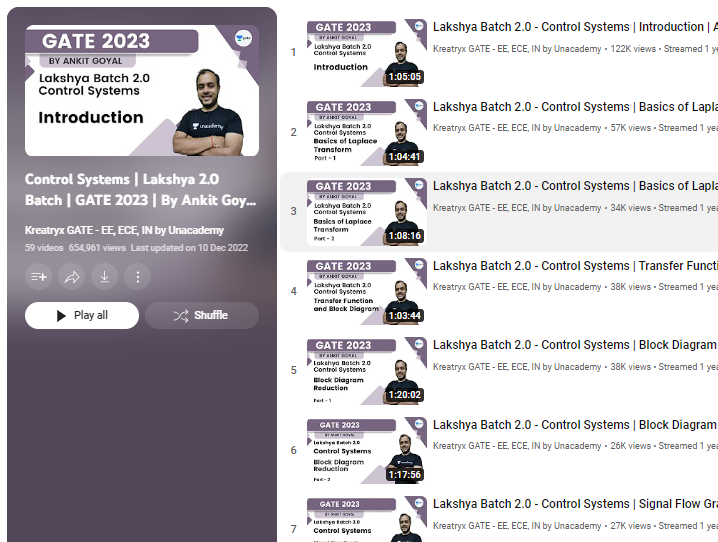 GATE 2023
BY ANKIT GOYAL
Lakshya Batch 2.0
Control Systems
Introduction
unacademy
Control Systems | Lakshya 2.0
Batch | GATE 2023 | By Ankit Goy...
Kreatryx GATE - EE, ECE, IN by Unacademy
59 videos 654,961 views Last updated on 10 Dec 2022
Play all
Shuffle
1
GATE 2023
BY ANKIT GOYAL
Lakshya Batch 2.0
Control Systems
Introduction
1:05:05
Lakshya Batch 2.0 - Control Systems | Introduction | A
Kreatryx GATE - EE, ECE, IN by Unacademy • 122K views • Streamed 1 yea
2
GATE 2023
BY ANKIT GOYAL
Lakshya Batch 2.0
Control Systems
Basics of Laplace
Transform
Part - 1
1:04:41
Lakshya Batch 2.0 - Control Systems | Basics of Lapla
Kreatryx GATE - EE, ECE, IN by Unacademy • 57K views • Streamed 1 year
3
GATE 2023
BY ANKIT GOYAL
Lakshya Batch 2.0
Control Systems
Basics of Laplace
Transform
Part - 2
1:08:16
Lakshya Batch 2.0 - Control Systems | Basics of Lapla
Kreatryx GATE - EE, ECE, IN by Unacademy • 34K views • Streamed 1 year
4
GATE 2023
BY ANKIT GOYAL
Lakshya Batch 2.0
Control Systems
Transfer Function
and Block Diagram
1:03:44
Lakshya Batch 2.0 - Control Systems | Transfer Functi
Kreatryx GATE - EE, ECE, IN by Unacademy • 38K views • Streamed 1 year
5
GATE 2023
BY ANKIT GOYAL
Lakshya Batch 2.0
Control Systems
Block Diagram
Reduction
Part - 1
1:20:02
Lakshya Batch 2.0 - Control Systems | Block Diagram
Kreatryx GATE - EE, ECE, IN by Unacademy • 38K views • Streamed 1 year
6
GATE 2023
BY ANKIT GOYAL
Lakshya Batch 2.0
Control Systems
Block Diagram
Reduction
Part - 2
1:17:56
Lakshya Batch 2.0 - Control Systems | Block Diagram
Kreatryx GATE - EE, ECE, IN by Unacademy • 26K views • Streamed 1 year
7
GATE 2023
BY ANKIT GOYAL
Lakshya Batch 2.0
Control Systems
Lakshya Batch 2.0 - Control Systems | Signal Flow Gra
Kreatryx GATE - EE, ECE, IN by Unacademy • 27K views • Streamed 1 year